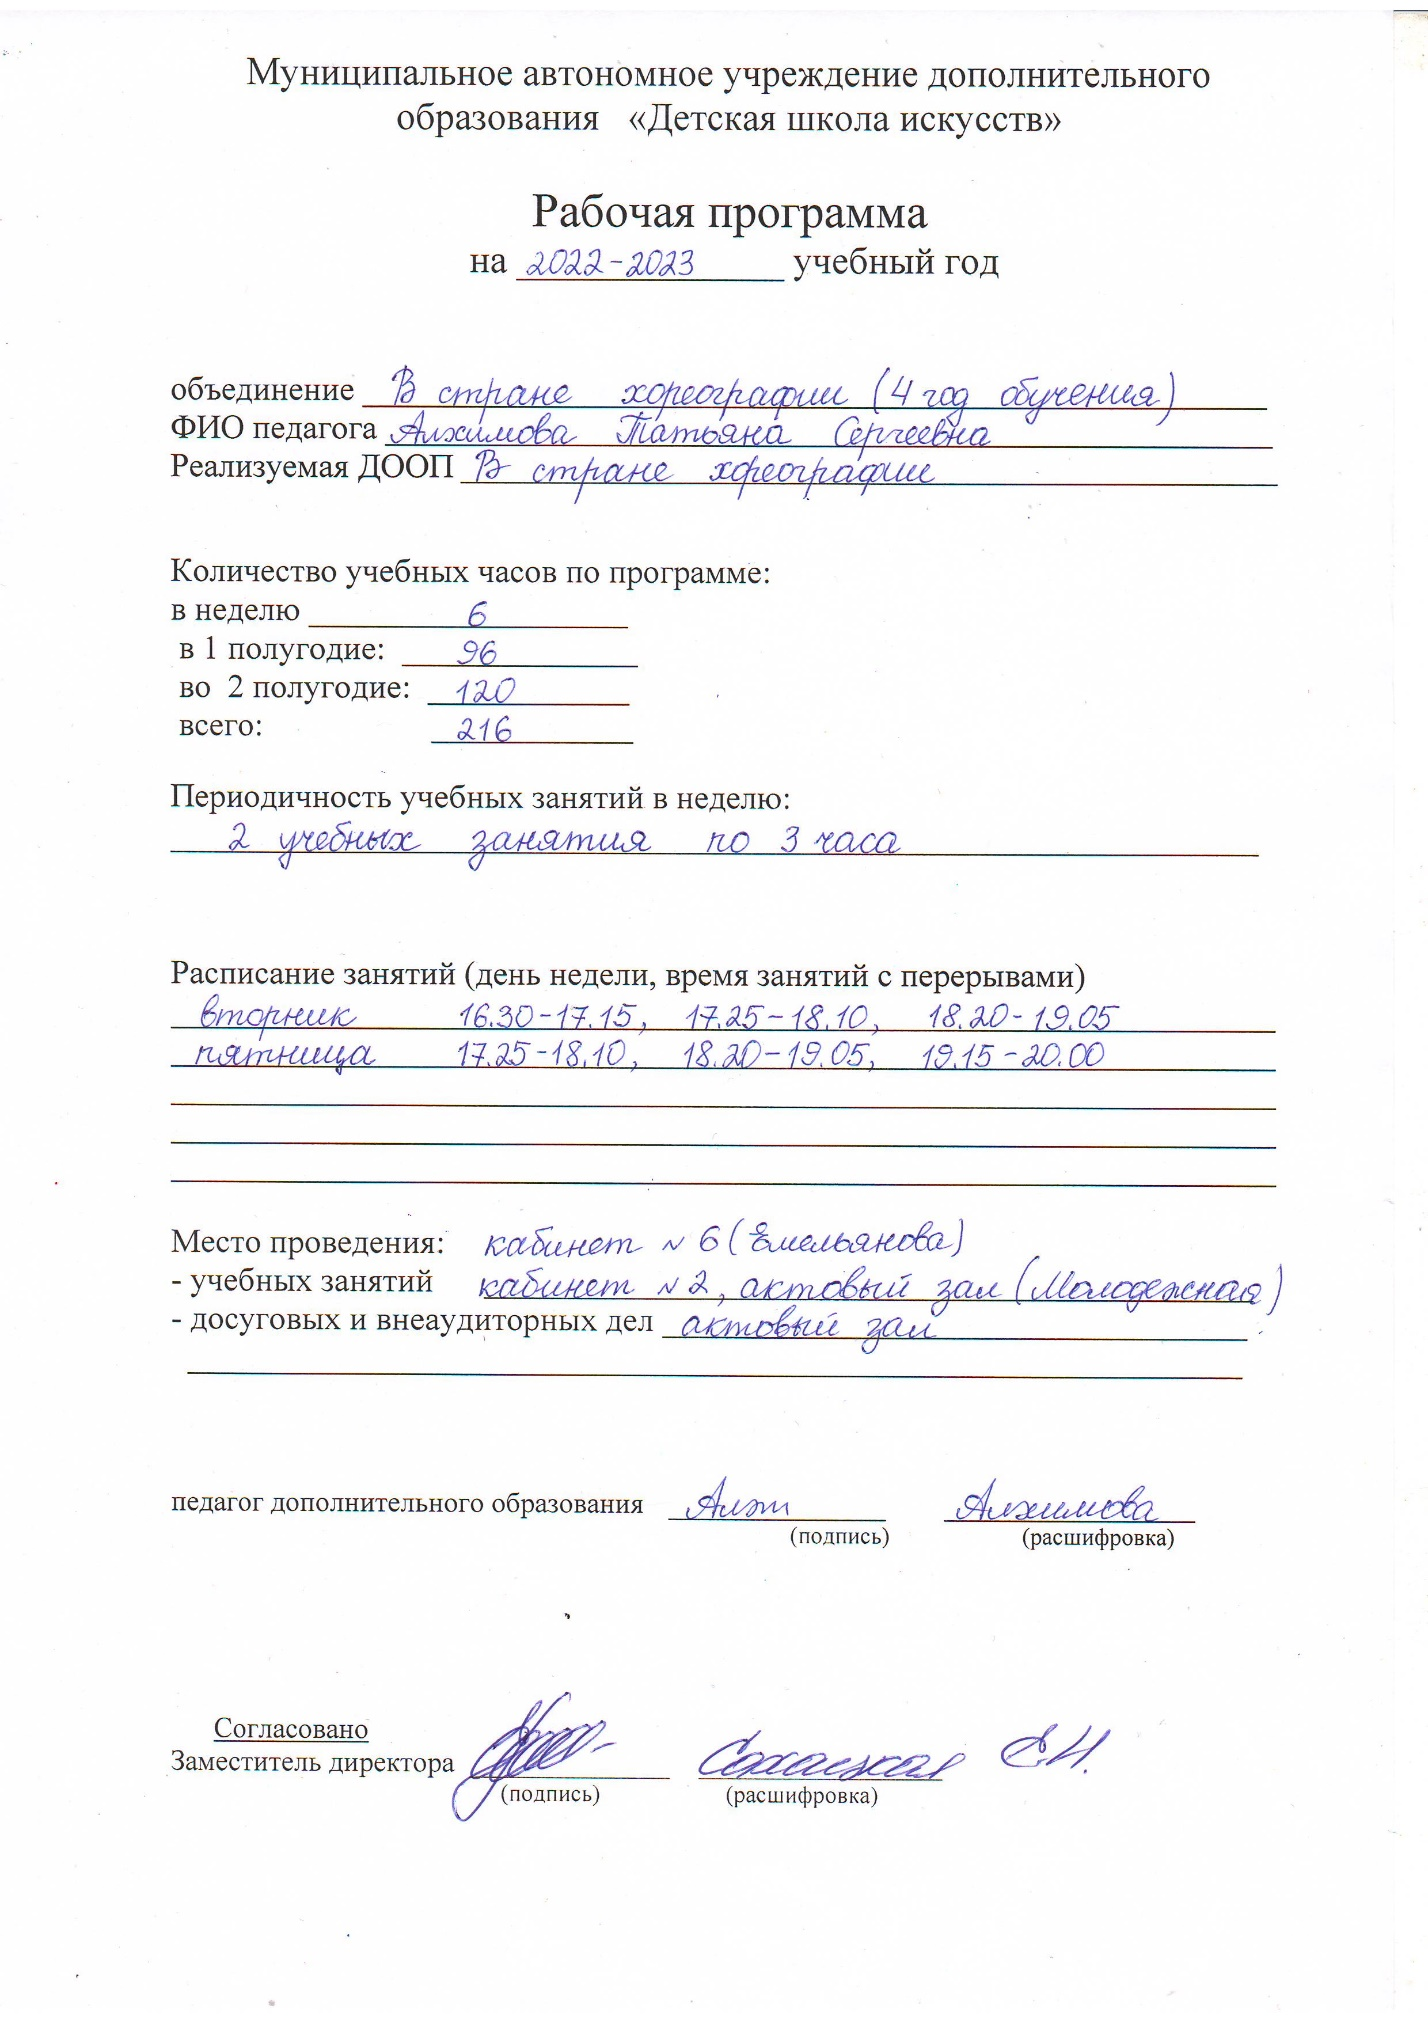 Муниципальное автономное учреждение дополнительного
образования «Детская школа искусств»
Рабочая программа
на 2022-2023 учебный год
объединение В стране хореографии (4 год обучения)
ФИО педагога Алхимова Татьяна Сергеевна
Реализуемая ДООП В стране хореографии
Количество учебных часов по программе:
в неделю 6
в 1 полугодие: 96
во 2 полугодие: 120
всего: 216
Периодичность учебных занятий в неделю:
2 учебных занятия по 3 часа
Расписание занятий (день недели, время занятий с перерывами)
вторник 16.30-17.15, 17.25-18.10, 18.20-19.05
пятница 17.25-18.10, 18.20-19.05, 19.15-20.00
Место проведения: кабинет № 6 (Емельянова)
- учебных занятий кабинет № 2, актовый зал (Молодежная)
- досуговых и внеаудиторных дел актовый зал
педагог дополнительного образования Алхи Алхимова
(подпись) (расшифровка)
Согласовано
Заместитель директора Е.Н.
(подпись) (расшифровка)